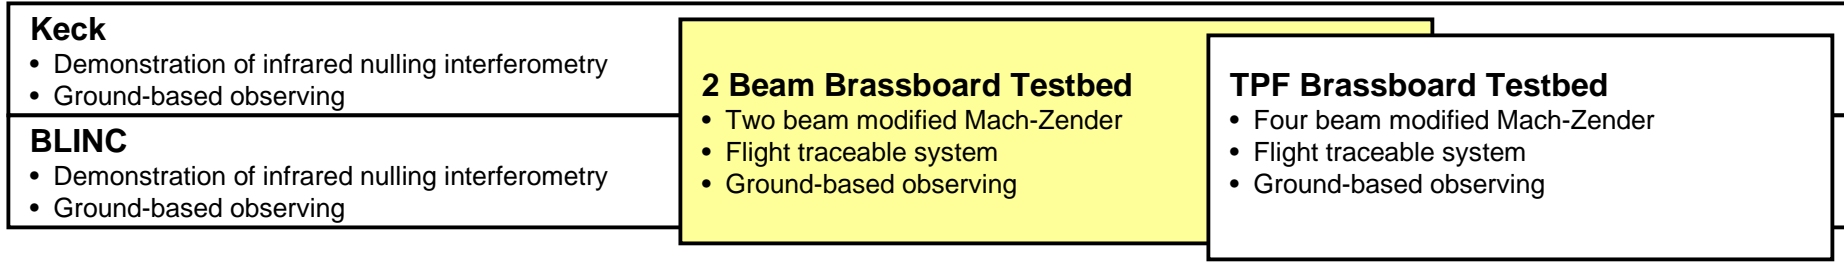 Keck
• Demonstration of infrared nulling interferometry
• Ground-based observing
BLINC
• Demonstration of infrared nulling interferometry
• Ground-based observing
2 Beam Brassboard Testbed
• Two beam modified Mach-Zender
• Flight traceable system
• Ground-based observing
TPF Brassboard Testbed
• Four beam modified Mach-Zender
• Flight traceable system
• Ground-based observing